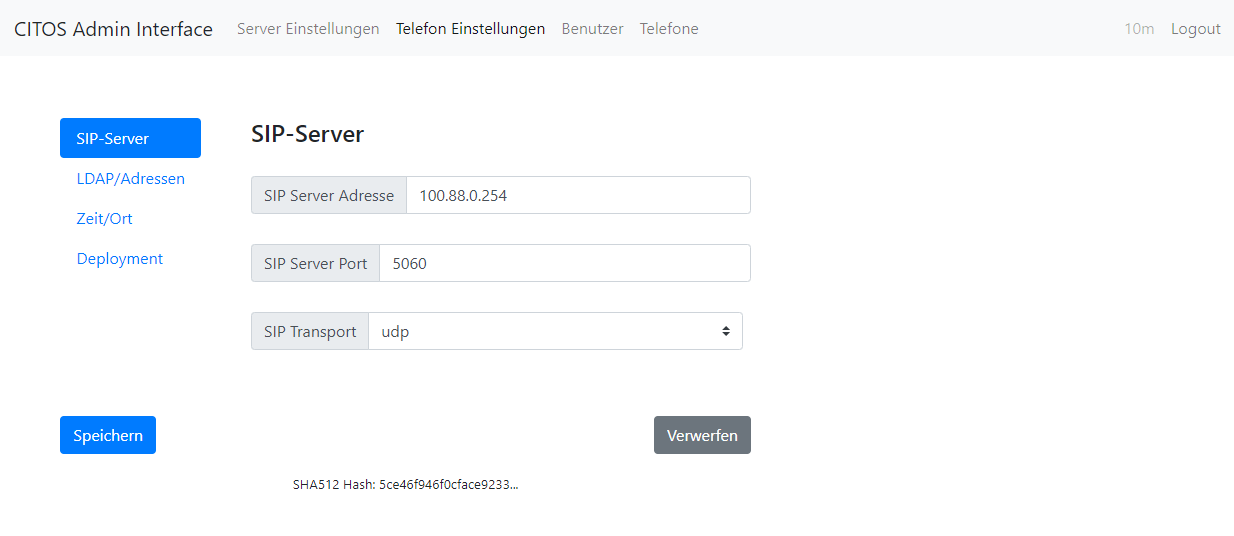 CITOS Admin Interface Server Einstellungen Telefon Einstellungen Benutzer Telefone 10m Logout
SIP-Server
LDAP/Adressen
Zeit/Ort
Deployment
SIP-Server
SIP Server Adresse 100.88.0.254
SIP Server Port 5060
SIP Transport udp
Speichern Verwerfen
SHA512 Hash: 5ce46f946f0cface9233...